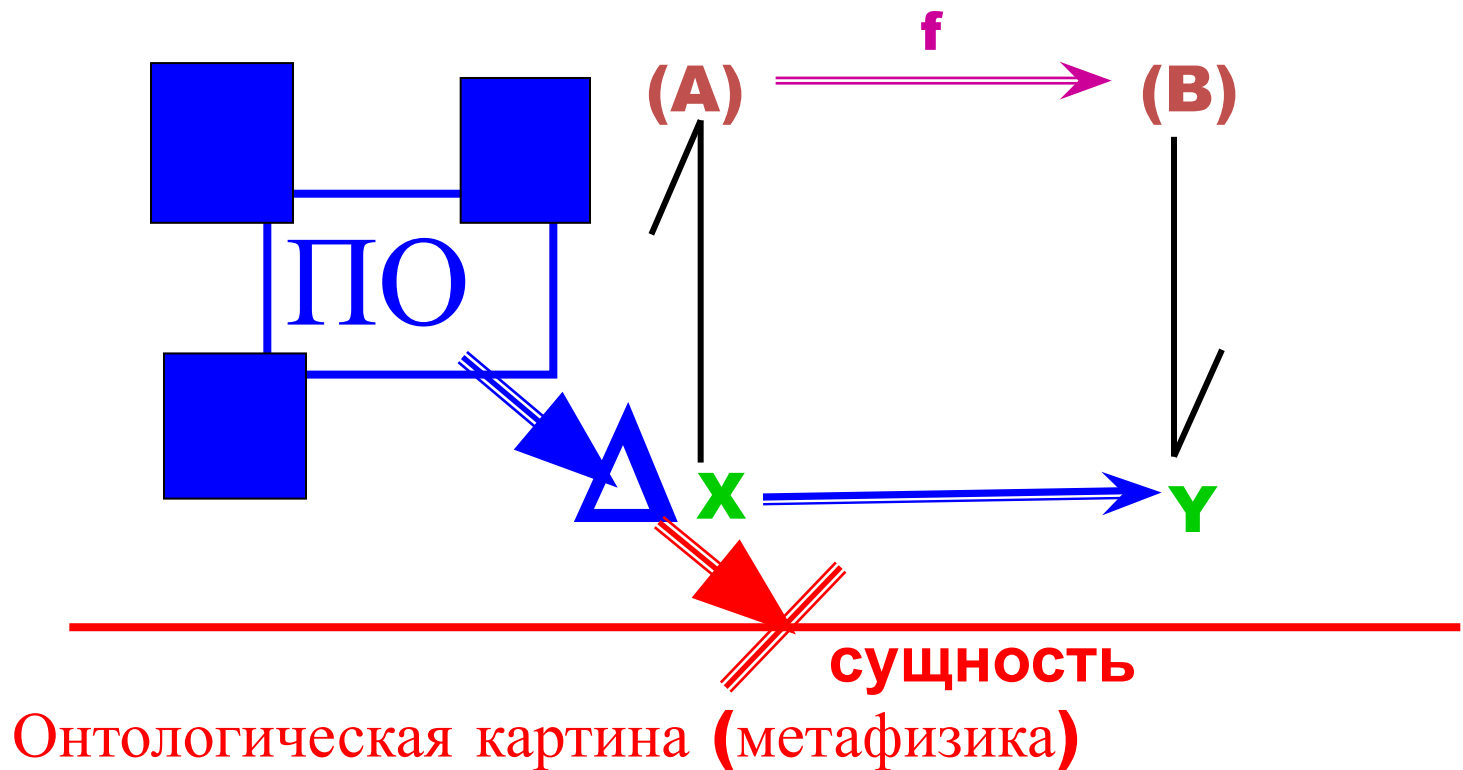 f
(A) (B)
ПО
X Y
сущность
Онтологическая картина (метафизика)